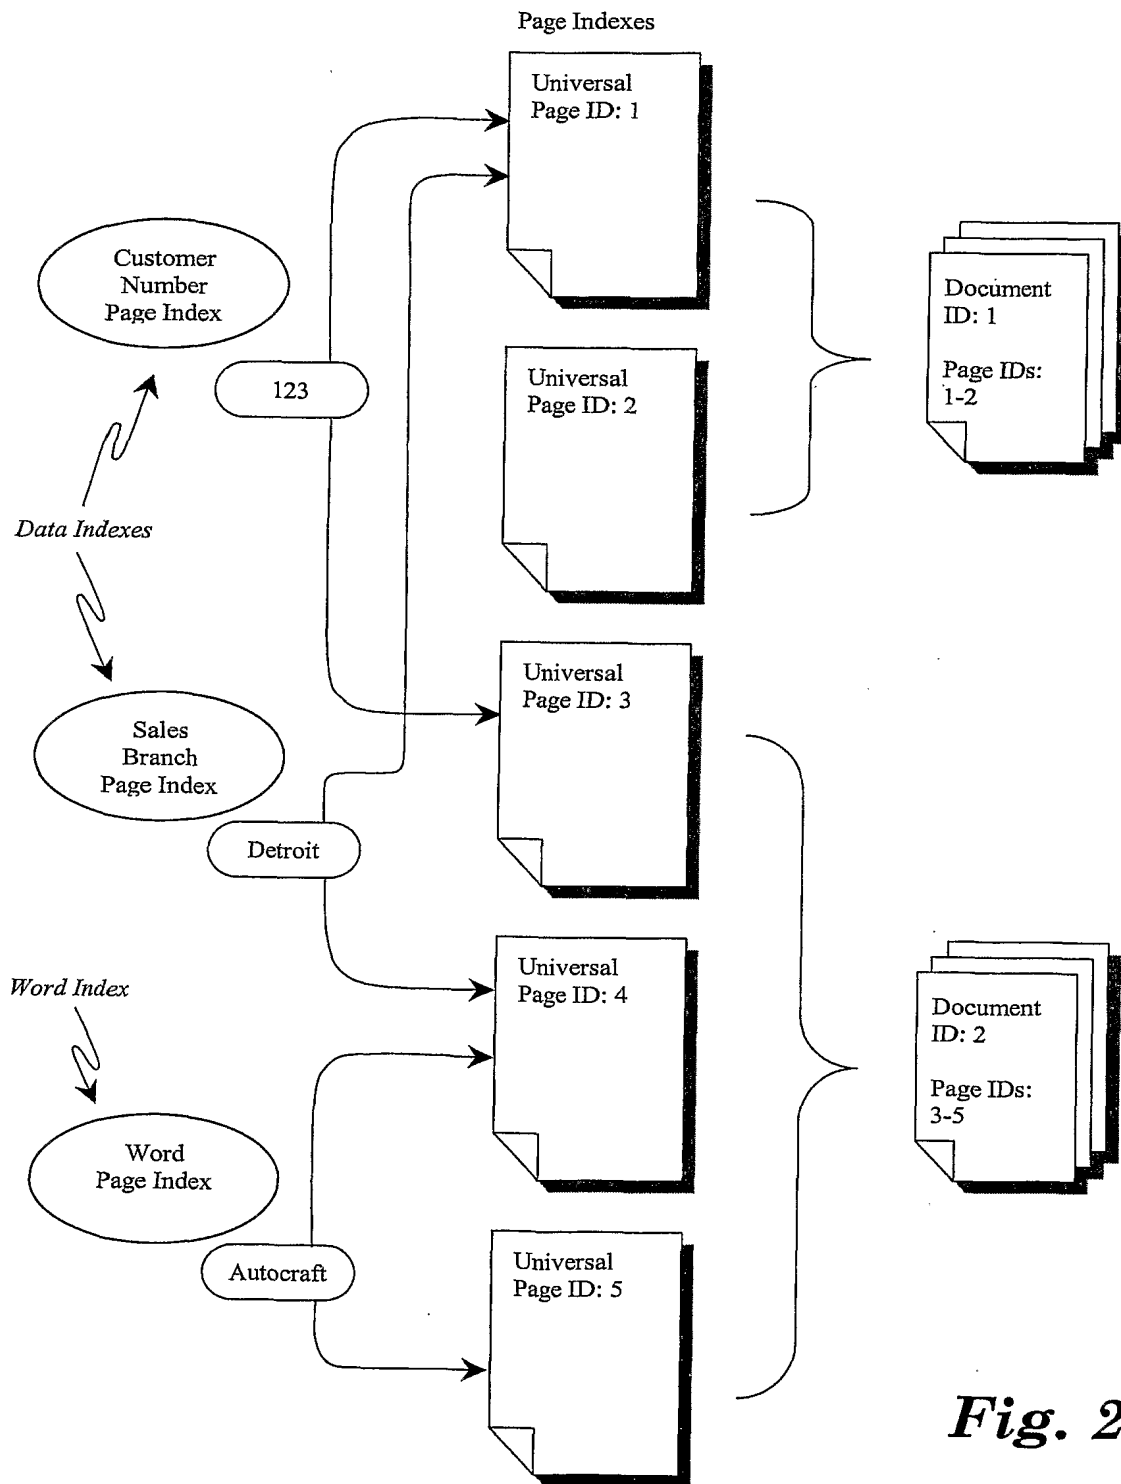 Page Indexes
Universal
Page ID: 1
Customer
Number
Page Index
123
Universal
Page ID: 2
Document
ID: 1
Page IDs:
1-2
Data Indexes
Universal
Page ID: 3
Sales
Branch
Page Index
Detroit
Universal
Page ID: 4
Word Index
Document
ID: 2
Page IDs:
3-5
Word
Page Index
Autocraft
Universal
Page ID: 5
Fig. 2